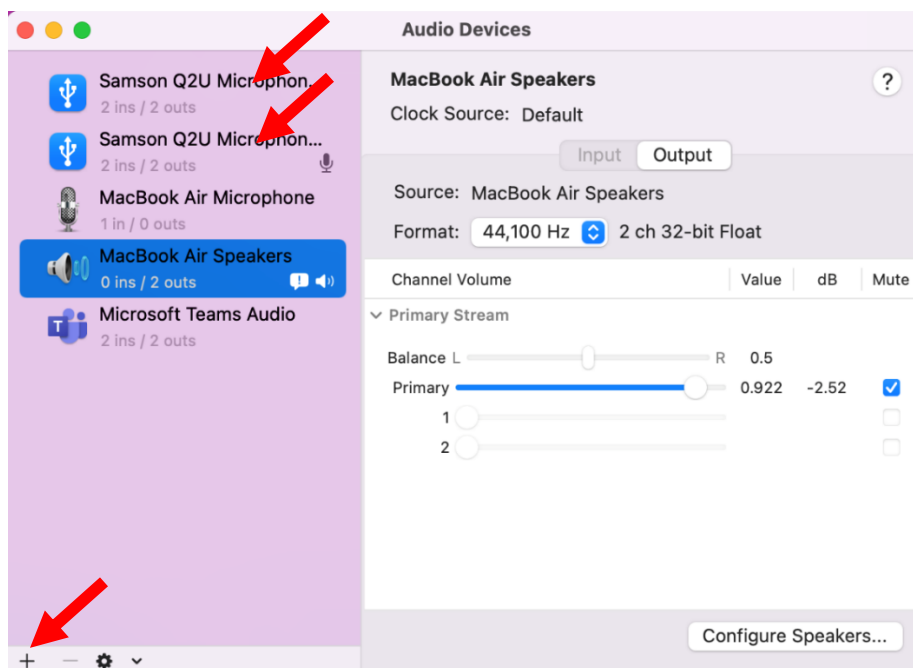 Audio Devices
Samson Q2U Microphon...
2 ins / 2 outs
Samson Q2U Microphon...
2 ins / 2 outs
MacBook Air Microphone
1 in / 0 outs
MacBook Air Speakers
0 ins / 2 outs
Microsoft Teams Audio
2 ins / 2 outs
MacBook Air Speakers
?
Clock Source: Default
Input Output
Source: MacBook Air Speakers
Format: 44,100 Hz 2 ch 32-bit Float
Channel Volume Value dB Mute
Primary Stream
Balance L R 0.5
Primary 0.922 -2.52
1
2
Configure Speakers...